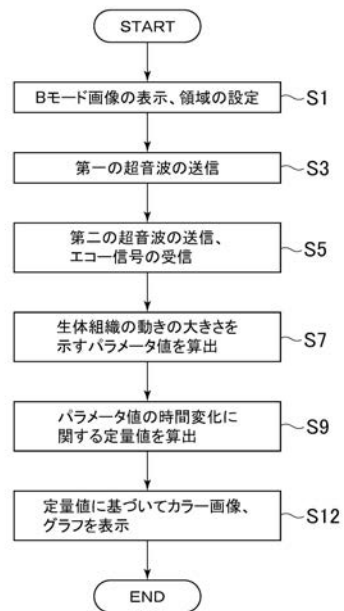 START
Bモード画像の表示、領域の設定
S1
第一の超音波の送信
S3
第二の超音波の送信、
エコー信号の受信
S5
生体組織の動きの大きさを
示すパラメータ値を算出
S7
パラメータ値の時間変化に
関する定量値を算出
S9
定量値に基づいてカラー画像、
グラフを表示
S12
END